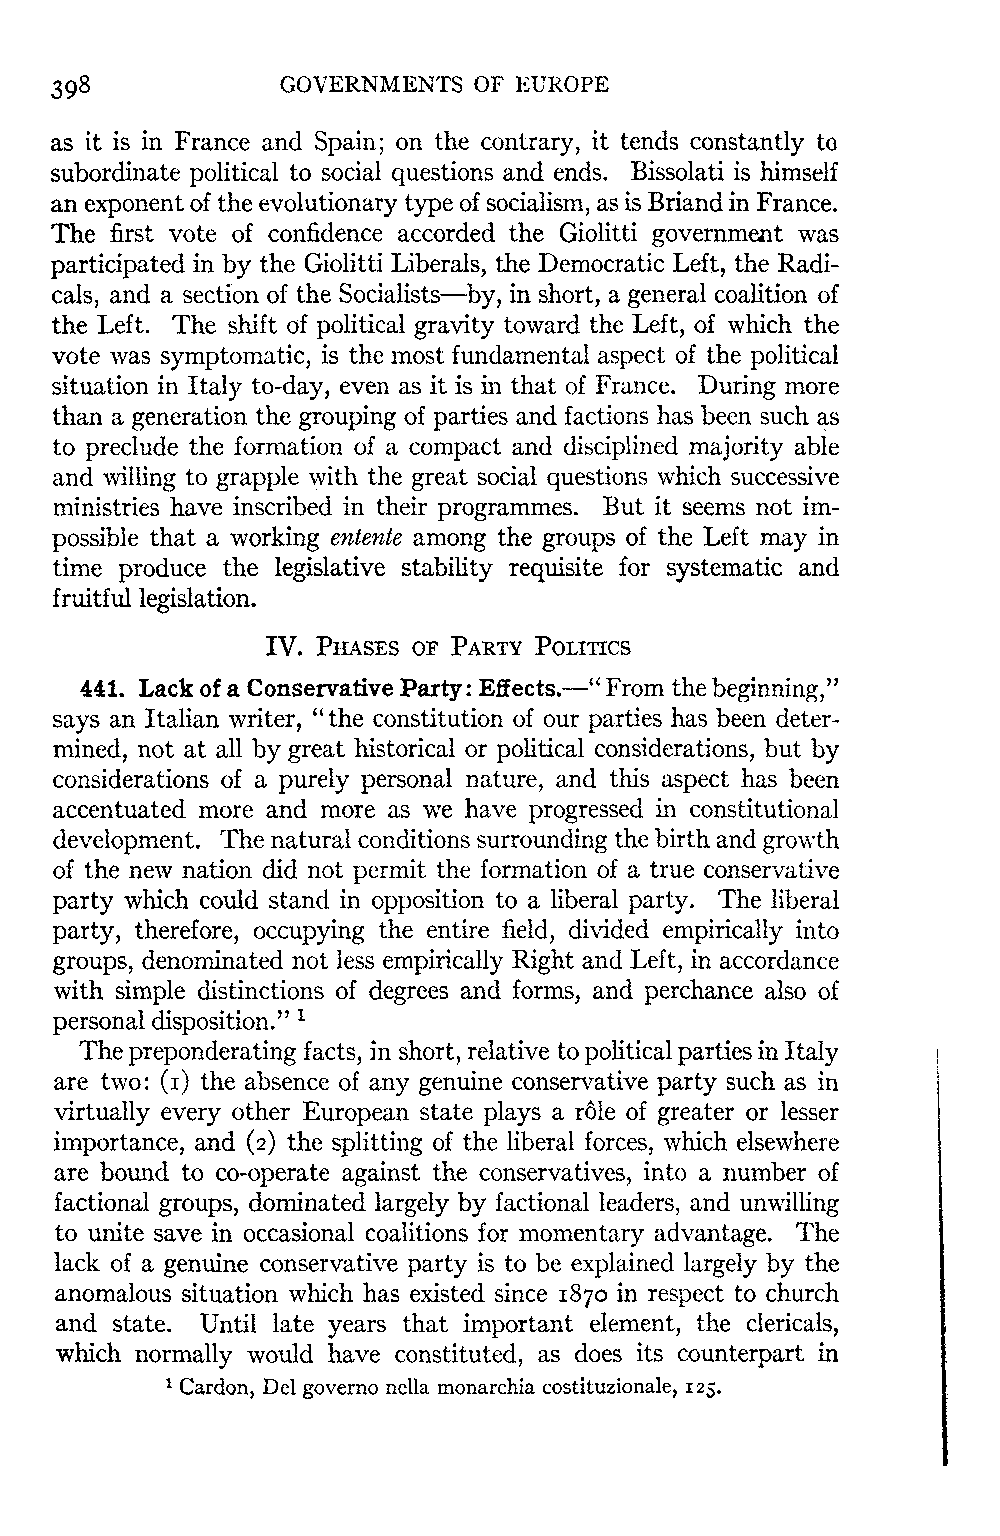 398 GOVERNMENTS OF EUROPE
as it is in France and Spain; on the contrary, it tends constantly to
subordinate political to social questions and ends. Bissolati is himself
an exponent of the evolutionary type of socialism, as is Briand in France.
The first vote of confidence accorded the Giolitti government was
participated in by the Giolitti Liberals, the Democratic Left, the Radi-
cals, and a section of the Socialists—by, in short, a general coalition of
the Left. The shift of political gravity toward the Left, of which the
vote was symptomatic, is the most fundamental aspect of the political
situation in Italy to-day, even as it is in that of France. During more
than a generation the grouping of parties and factions has been such as
to preclude the formation of a compact and disciplined majority able
and willing to grapple with the great social questions which successive
ministries have inscribed in their programmes. But it seems not im-
possible that a working entente among the groups of the Left may in
time produce the legislative stability requisite for systematic and
fruitful legislation.
IV. PHASES OF PARTY POLITICS
441. Lack of a Conservative Party: Effects.—"From the beginning,"
says an Italian writer, "the constitution of our parties has been deter-
mined, not at all by great historical or political considerations, but by
considerations of a purely personal nature, and this aspect has been
accentuated more and more as we have progressed in constitutional
development. The natural conditions surrounding the birth and growth
of the new nation did not permit the formation of a true conservative
party which could stand in opposition to a liberal party. The liberal
party, therefore, occupying the entire field, divided empirically into
groups, denominated not less empirically Right and Left, in accordance
with simple distinctions of degrees and forms, and perchance also of
personal disposition." ¹
The preponderating facts, in short, relative to political parties in Italy
are two: (1) the absence of any genuine conservative party such as in
virtually every other European state plays a rôle of greater or lesser
importance, and (2) the splitting of the liberal forces, which elsewhere
are bound to co-operate against the conservatives, into a number of
factional groups, dominated largely by factional leaders, and unwilling
to unite save in occasional coalitions for momentary advantage. The
lack of a genuine conservative party is to be explained largely by the
anomalous situation which has existed since 1870 in respect to church
and state. Until late years that important element, the clericals,
which normally would have constituted, as does its counterpart in
¹ Cardon, Del governo nella monarchia costituzionale, 125.